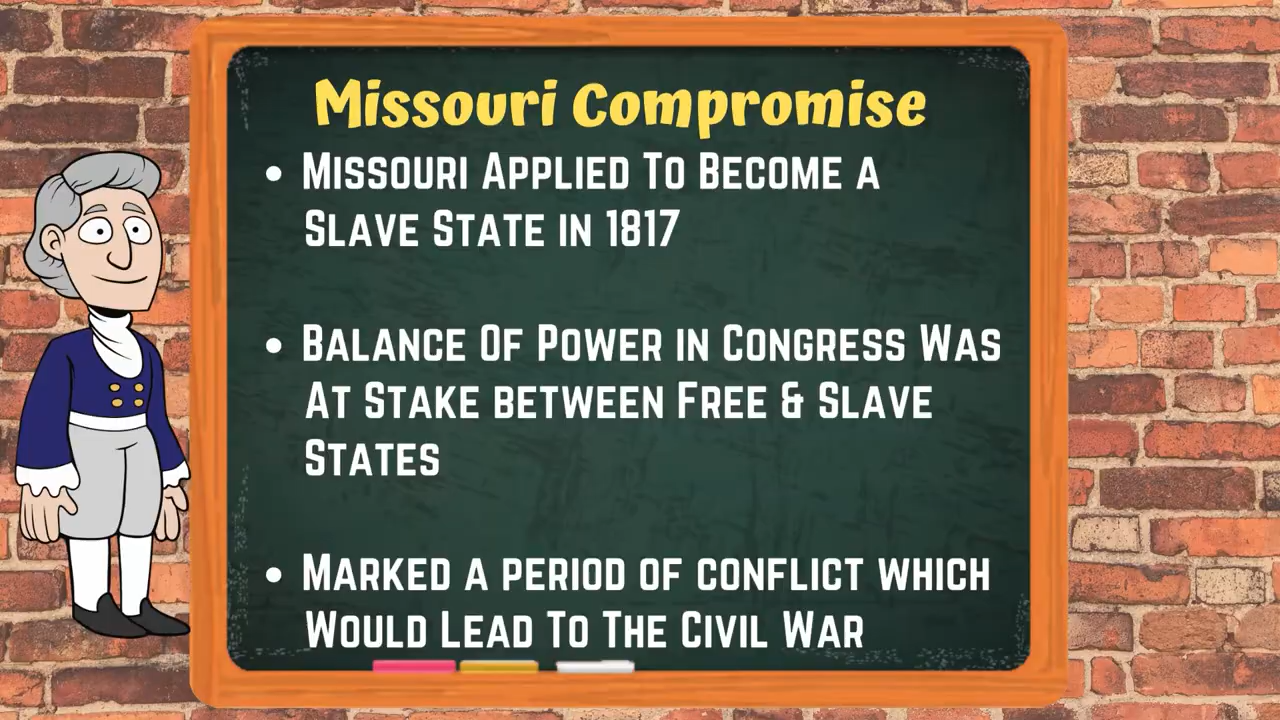 Missouri Compromise
• Missouri Applied To Become a
Slave State in 1817
• Balance Of Power in Congress Was
At Stake between Free & Slave
States
• Marked a period of conflict which
Would Lead To The Civil War